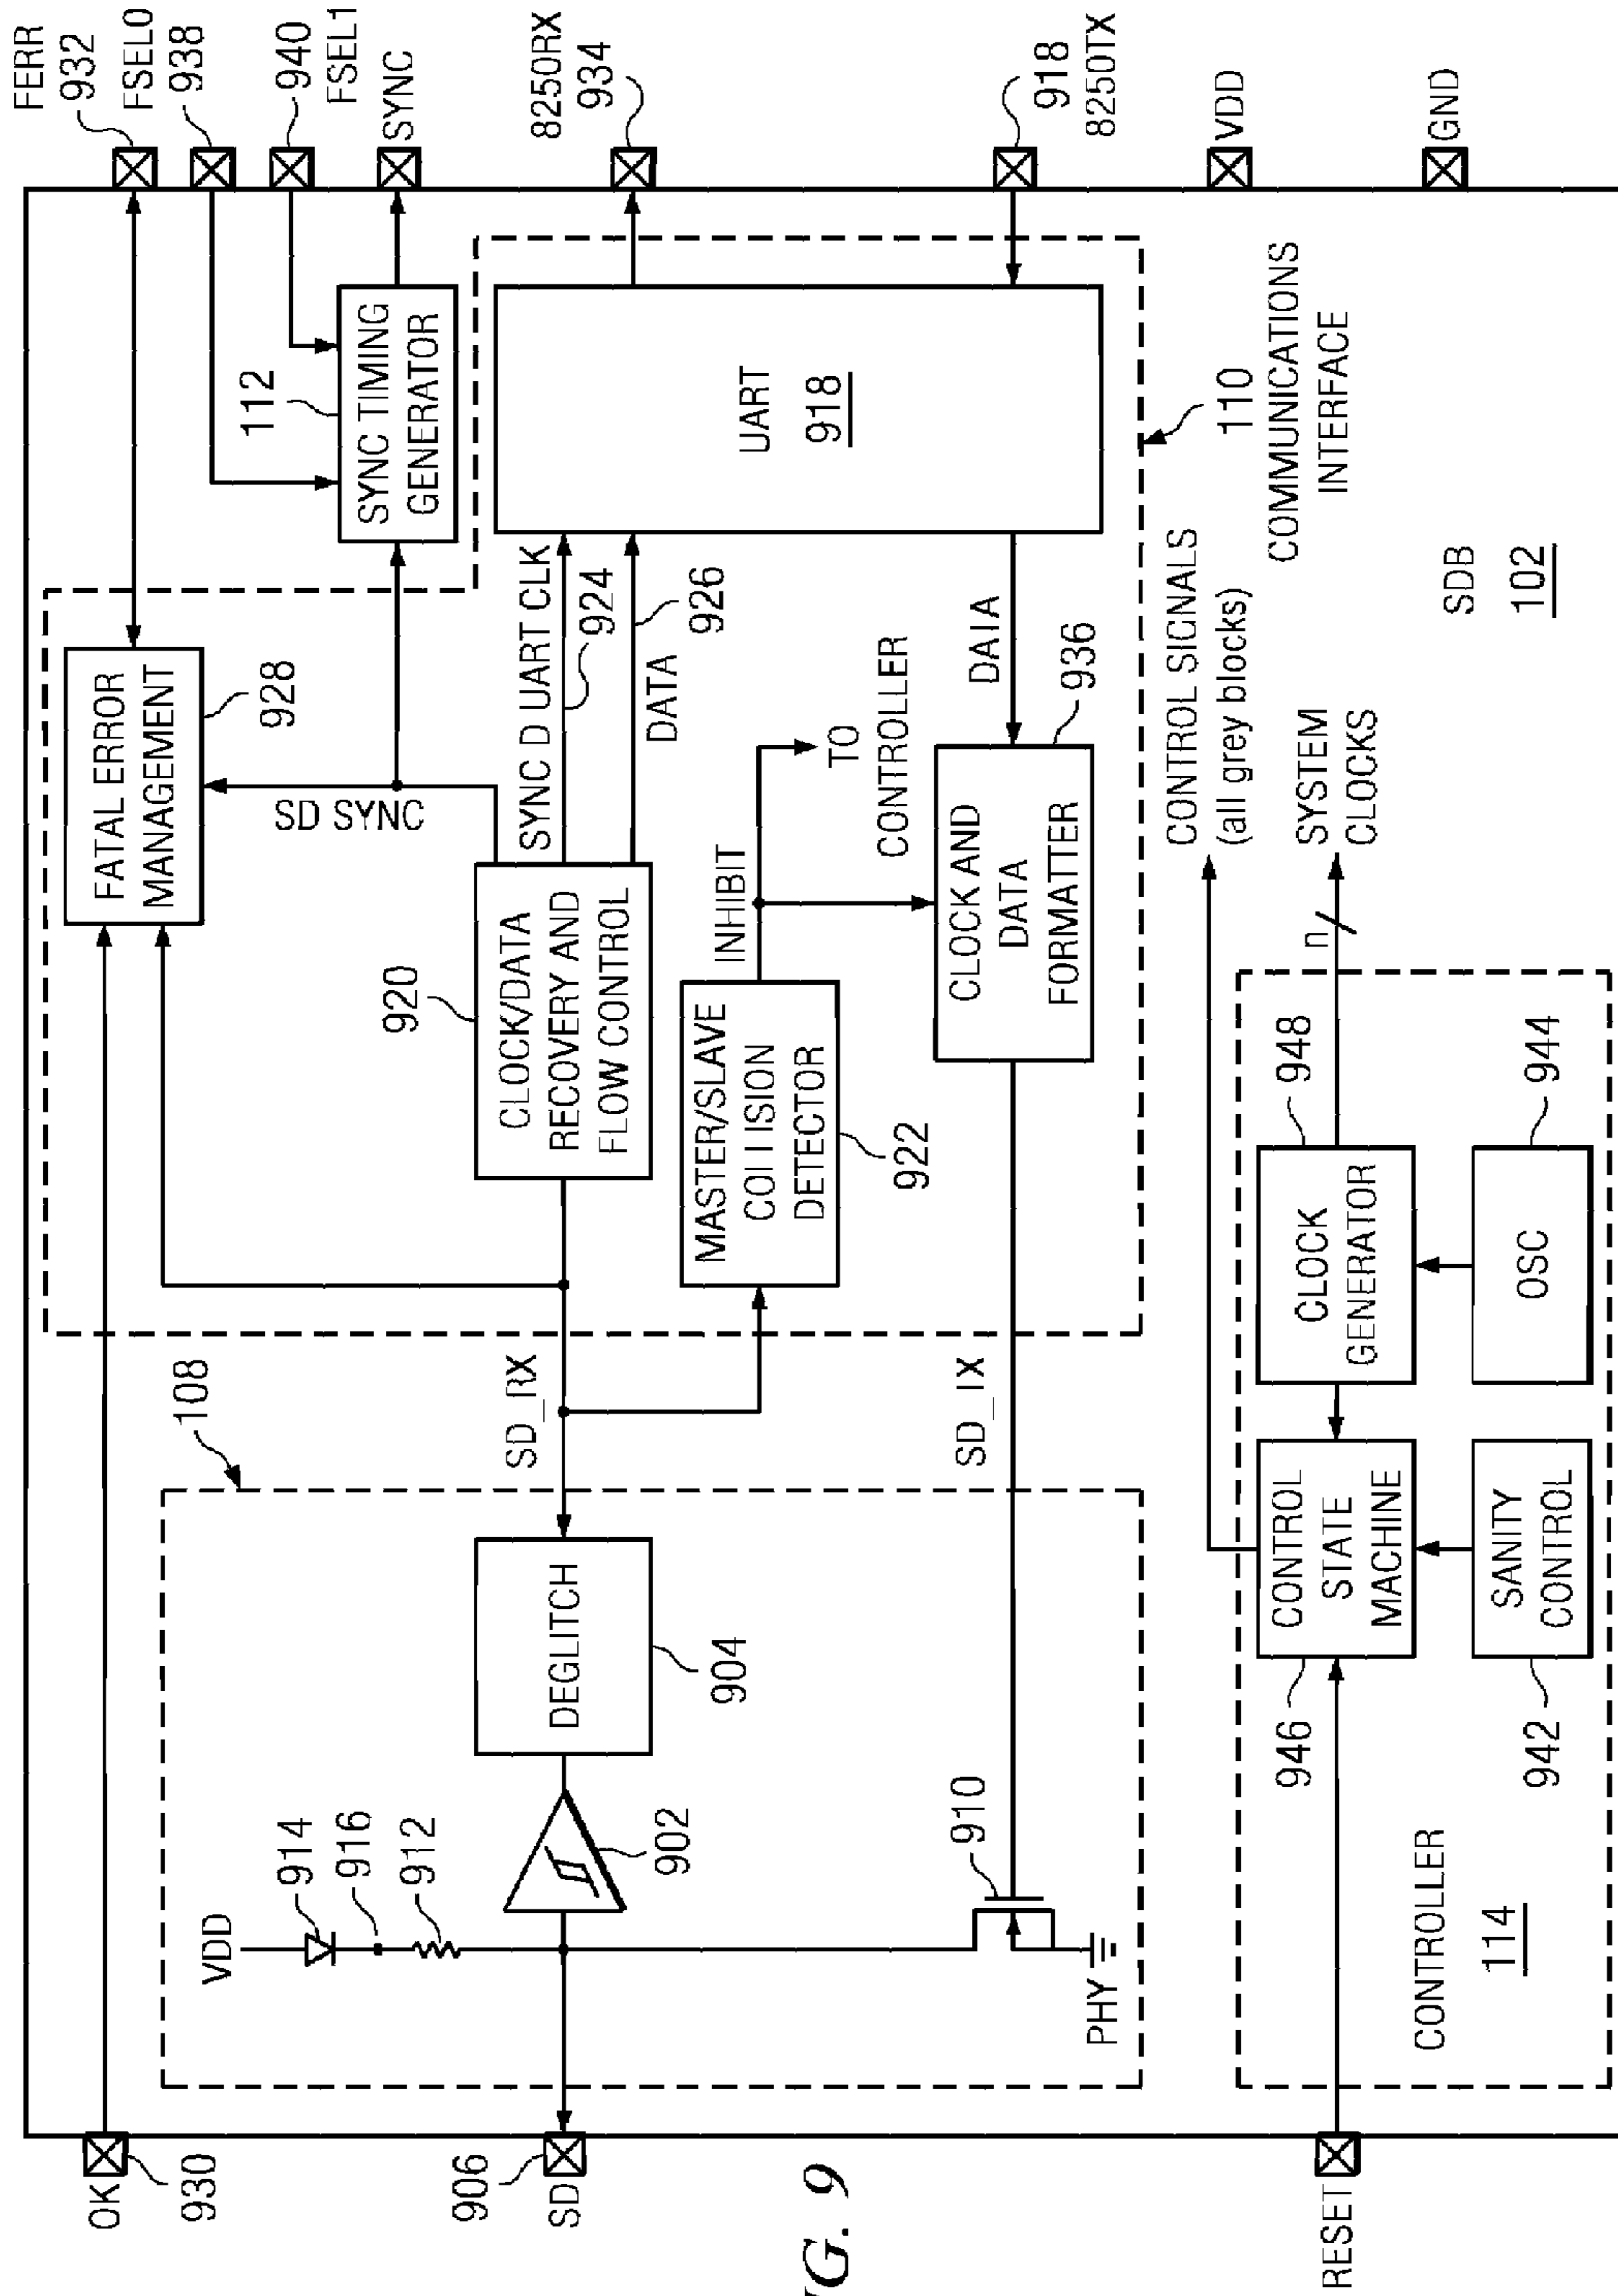 OK
930
906
SD
RESET
FIG. 9
108
VDD
914
916
912
902
DEGLITCH
904
910
PHY
SD_RX
SD_TX
FATAL ERROR
MANAGEMENT
928
SD SYNC
920
CLOCK/DATA
RECOVERY AND
FLOW CONTROL
SYNC D UART CLK
924
926
DATA
MASTER/SLAVE
COLLISION
DETECTOR
922
INHIBIT
TO
CONTROLLER
CLOCK AND
DATA
FORMATTER
936
DATA
UART
918
112
SYNC TIMING
GENERATOR
FERR
932
FSEL0
938
940
FSEL1
SYNC
8250RX
934
918
8250TX
VDD
GND
110
COMMUNICATIONS
INTERFACE
CONTROL SIGNALS
(all grey blocks)
SYSTEM
CLOCKS
n
SDB
102
CONTROLLER
114
946
CONTROL
STATE
MACHINE
942
SANITY
CONTROL
CLOCK
GENERATOR
948
OSC
944